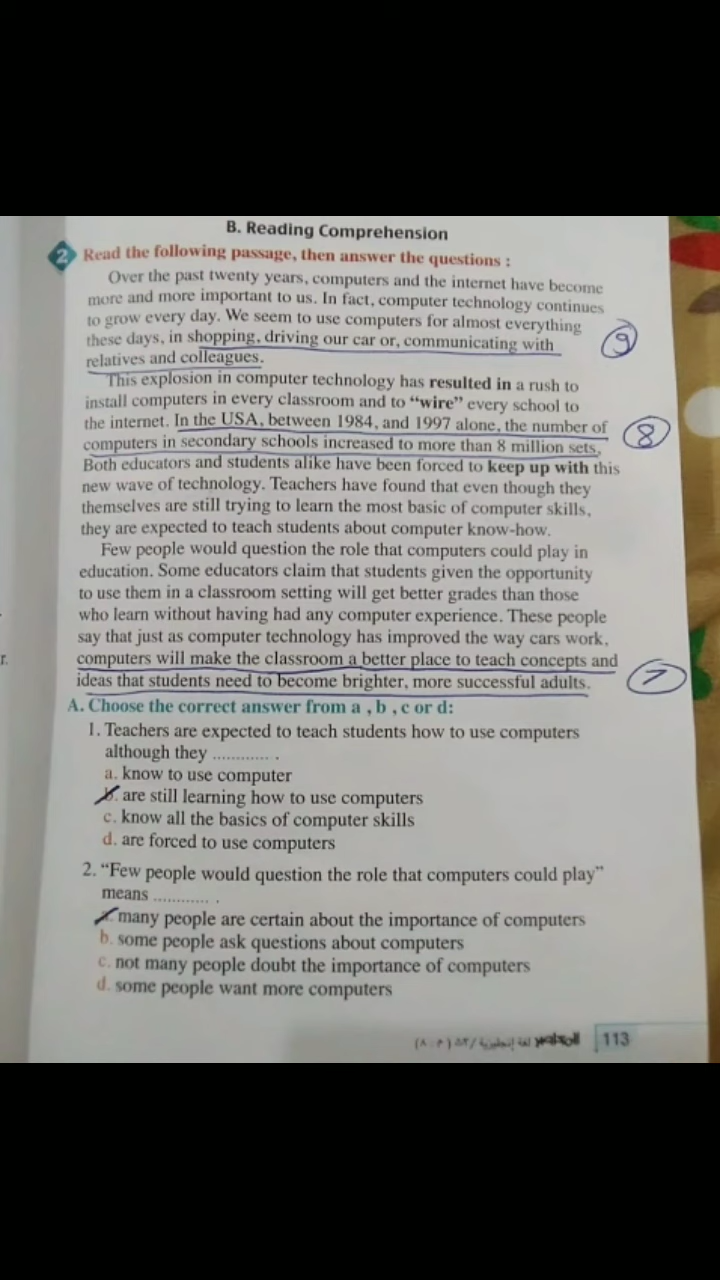 B. Reading Comprehension
2 Read the following passage, then answer the questions :
Over the past twenty years, computers and the internet have become
more and more important to us. In fact, computer technology continues
to grow every day. We seem to use computers for almost everything
these days, in shopping, driving our car or, communicating with
9
relatives and colleagues.
This explosion in computer technology has resulted in a rush to
install computers in every classroom and to “wire” every school to
the internet. In the USA, between 1984, and 1997 alone, the number of
8
computers in secondary schools increased to more than 8 million sets.
Both educators and students alike have been forced to keep up with this
new wave of technology. Teachers have found that even though they
themselves are still trying to learn the most basic of computer skills,
they are expected to teach students about computer know-how.
Few people would question the role that computers could play in
education. Some educators claim that students given the opportunity
to use them in a classroom setting will get better grades than those
who learn without having had any computer experience. These people
say that just as computer technology has improved the way cars work,
r.
computers will make the classroom a better place to teach concepts and
ideas that students need to become brighter, more successful adults.
7
A. Choose the correct answer from a , b , c or d:
1. Teachers are expected to teach students how to use computers
although they ............ .
a. know to use computer
b. are still learning how to use computers
c. know all the basics of computer skills
d. are forced to use computers
2. “Few people would question the role that computers could play”
means ............ .
a. many people are certain about the importance of computers
b. some people ask questions about computers
c. not many people doubt the importance of computers
d. some people want more computers
المعاصر لغة إنجليزية 113